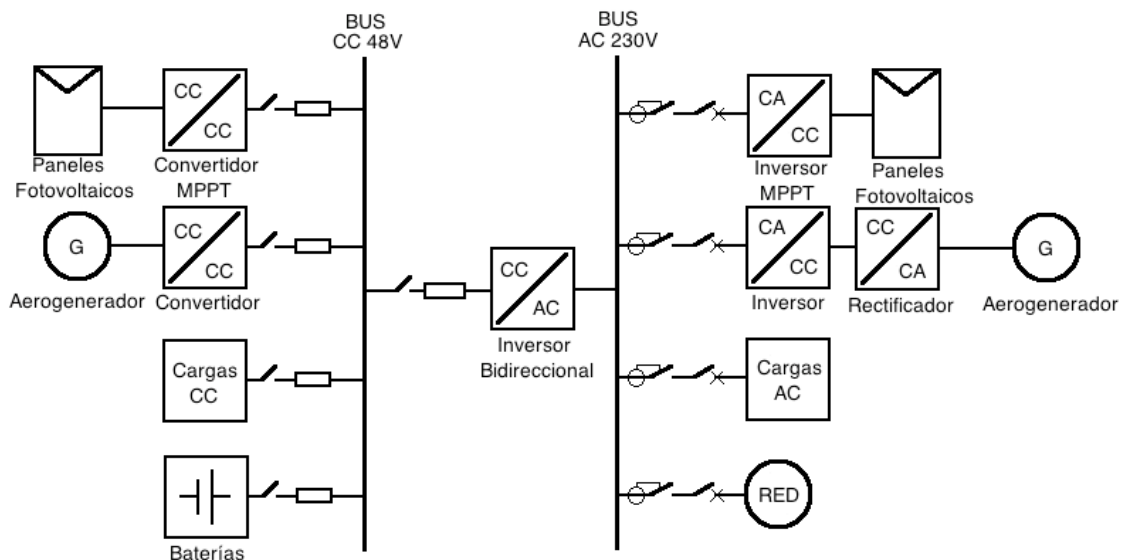 BUS
CC 48V
BUS
AC 230V
CC
CC
Paneles
Fotovoltaicos
Convertidor
MPPT
CA
CC
Inversor
MPPT
Paneles
Fotovoltaicos
G
Aerogenerador
CC
CC
Convertidor
CC
AC
Inversor
Bidireccional
CA
CC
Inversor
CC
CA
Rectificador
G
Aerogenerador
Cargas
CC
Cargas
AC
Baterías
RED